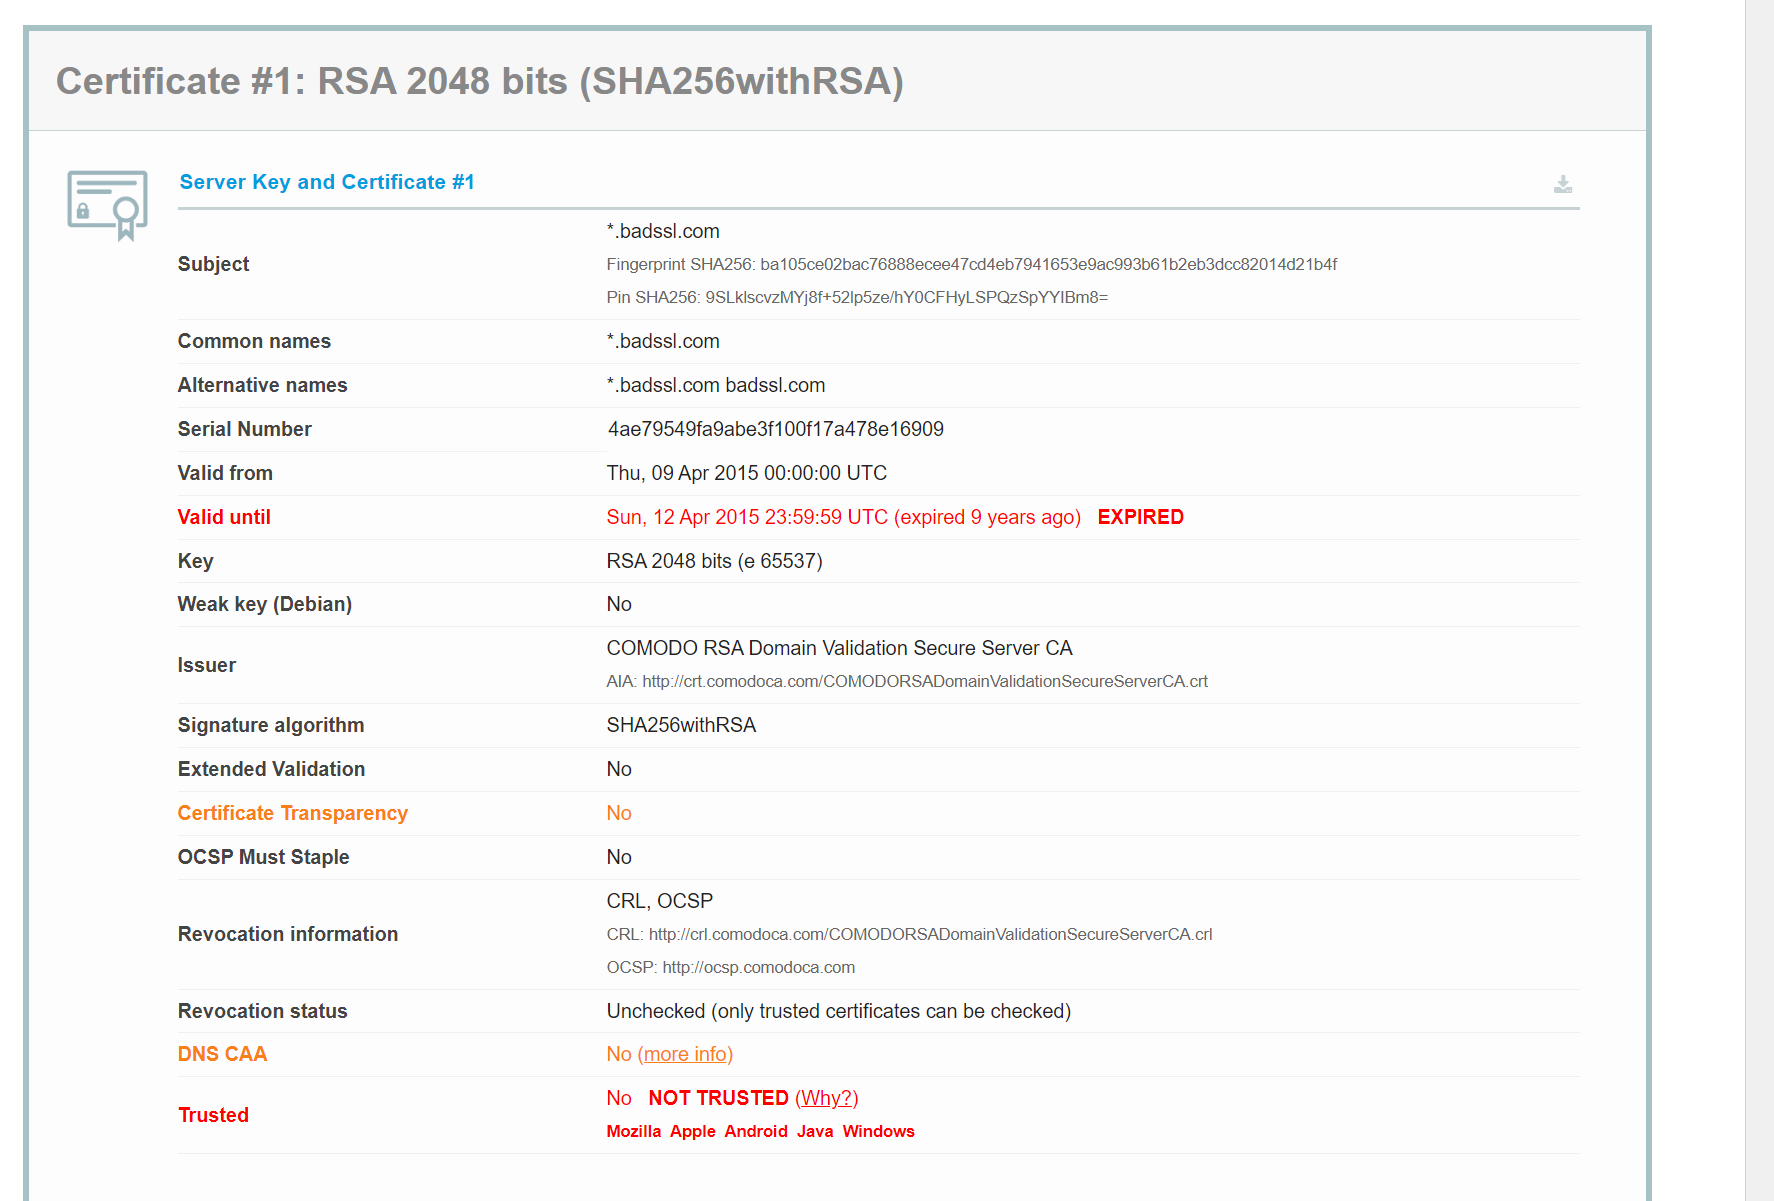 Certificate #1: RSA 2048 bits (SHA256withRSA)
Server Key and Certificate #1
Subject
*.badssl.com
Fingerprint SHA256: ba105ce02bac76888ecee47cd4eb7941653e9ac993b61b2eb3dcc82014d21b4f
Pin SHA256: 9SLklscvzMYj8f+52lp5ze/hY0CFHyLSPQzSpYYIBm8=
Common names *.badssl.com
Alternative names *.badssl.com badssl.com
Serial Number 4ae79549fa9abe3f100f17a478e16909
Valid from Thu, 09 Apr 2015 00:00:00 UTC
Valid until Sun, 12 Apr 2015 23:59:59 UTC (expired 9 years ago) EXPIRED
Key RSA 2048 bits (e 65537)
Weak key (Debian) No
Issuer
COMODO RSA Domain Validation Secure Server CA
AIA: http://crt.comodoca.com/COMODORSADomainValidationSecureServerCA.crt
Signature algorithm SHA256withRSA
Extended Validation No
Certificate Transparency No
OCSP Must Staple No
Revocation information
CRL, OCSP
CRL: http://crl.comodoca.com/COMODORSADomainValidationSecureServerCA.crl
OCSP: http://ocsp.comodoca.com
Revocation status Unchecked (only trusted certificates can be checked)
DNS CAA No (more info)
Trusted
No NOT TRUSTED (Why?)
Mozilla Apple Android Java Windows